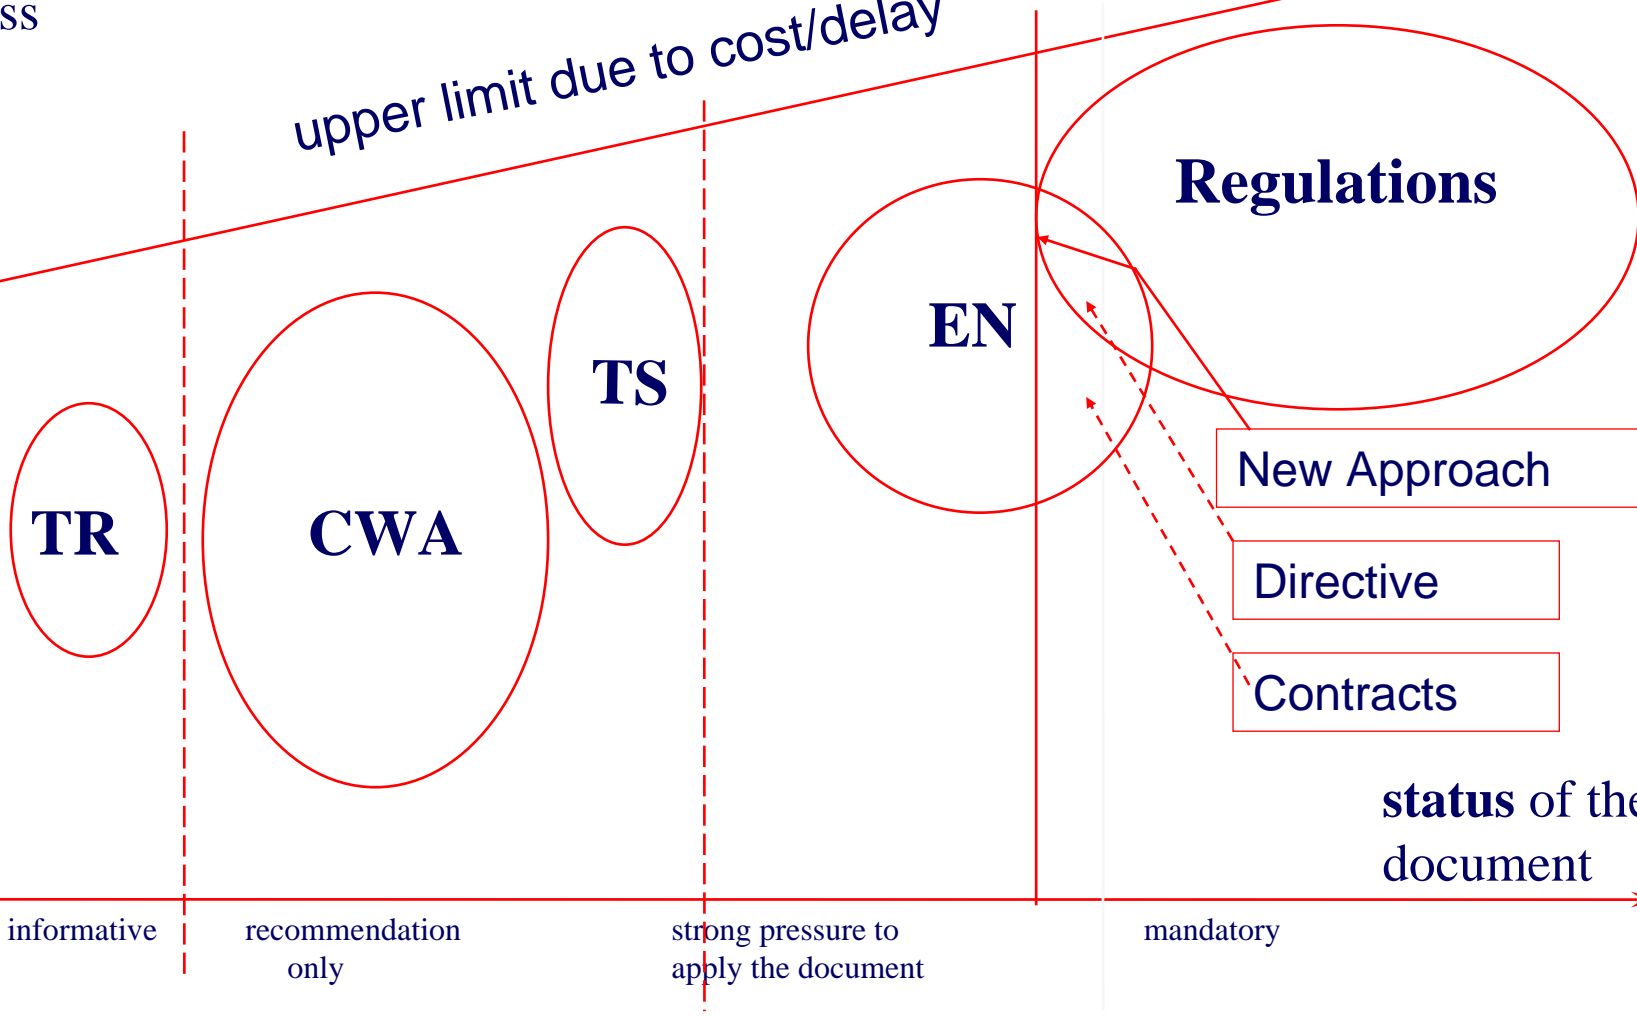 ss
upper limit due to cost/delay
Regulations
EN
TS
TR
CWA
New Approach
Directive
Contracts
status of the
document
informative
recommendation
only
strong pressure to
apply the document
mandatory